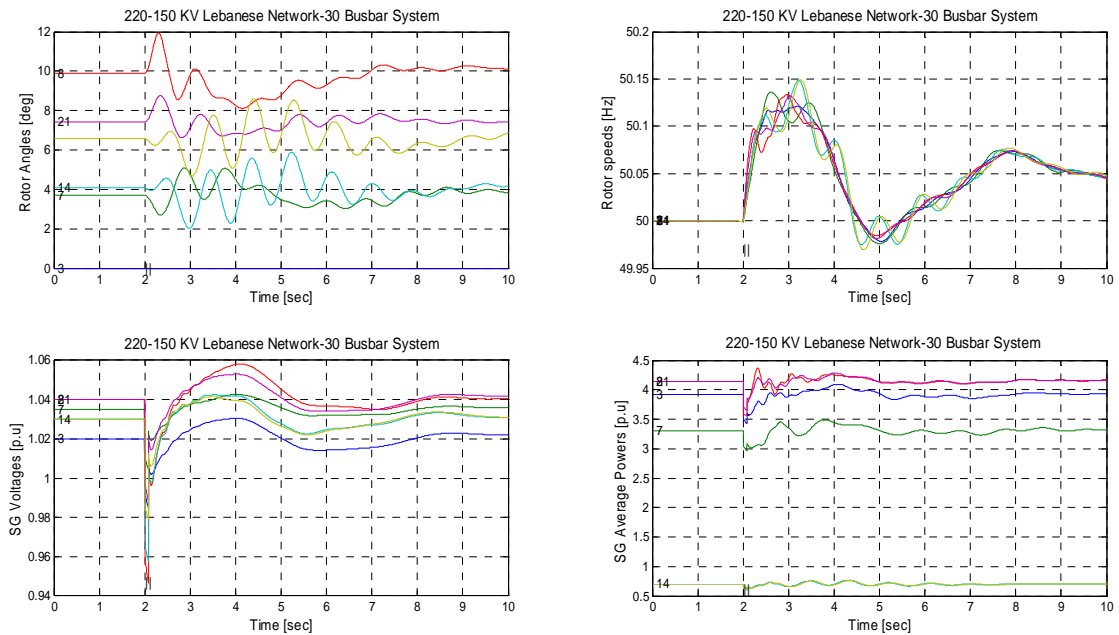 220-150 KV Lebanese Network-30 Busbar System
12
10
8
6
4
2
0
Rotor Angles [deg]
8
21
14
7
3
0 1 2 3 4 5 6 7 8 9 10
Time [sec]
220-150 KV Lebanese Network-30 Busbar System
50.2
50.15
50.1
50.05
50
49.95
Rotor speeds [Hz]
0 1 2 3 4 5 6 7 8 9 10
Time [sec]
220-150 KV Lebanese Network-30 Busbar System
1.06
1.04
1.02
1
0.98
0.96
0.94
SG Voltages [p.u]
7
14
3
0 1 2 3 4 5 6 7 8 9 10
Time [sec]
220-150 KV Lebanese Network-30 Busbar System
4.5
4
3.5
3
2.5
2
1.5
1
0.5
SG Average Powers [p.u]
3
7
14
0 1 2 3 4 5 6 7 8 9 10
Time [sec]